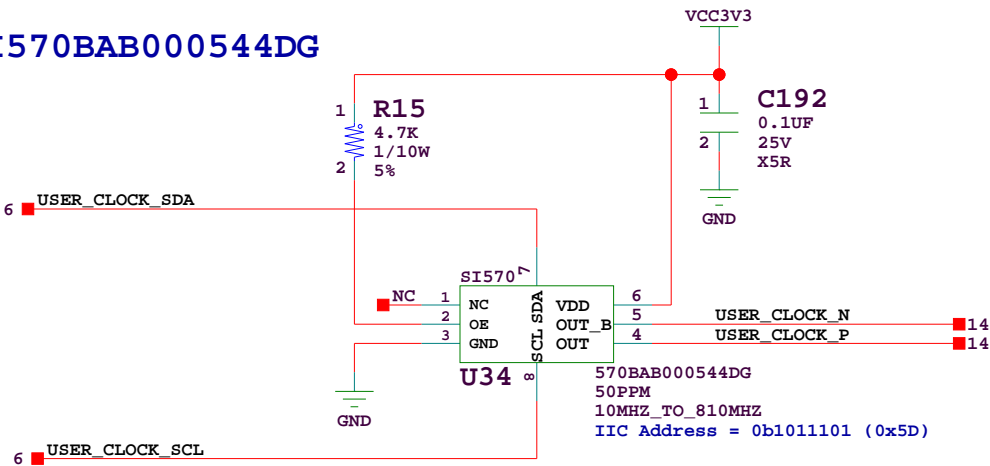 VCC3V3
I570BAB000544DG
1
R15
4.7K
1/10W
2
5%
1
C192
0.1UF
2
25V
X5R
GND
6
USER_CLOCK_SDA
SI570
7
NC
1
NC
SDA
VDD
6
2
OE
OUT_B
5
USER_CLOCK_N
14
3
GND
SCL
OUT
4
USER_CLOCK_P
14
U34
8
570BAB000544DG
50PPM
10MHZ_TO_810MHZ
IIC Address = 0b1011101 (0x5D)
GND
6
USER_CLOCK_SCL